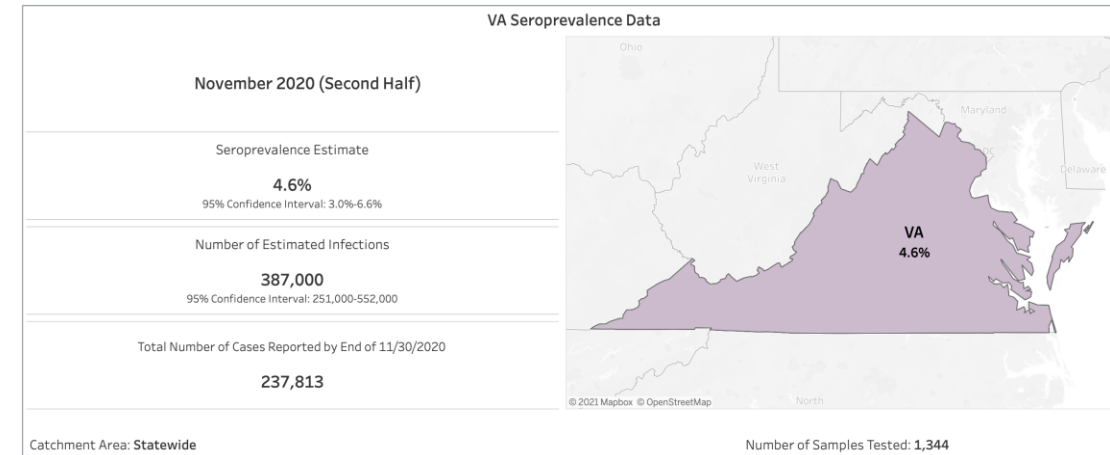 VA Seroprevalence Data
November 2020 (Second Half)
Seroprevalence Estimate
4.6%
95% Confidence Interval: 3.0%-6.6%
Number of Estimated Infections
387,000
95% Confidence Interval: 251,000-552,000
Total Number of Cases Reported by End of 11/30/2020
237,813
Ohio
Maryland
DC
West
Virginia
Delaware
VA
4.6%
North
© 2021 Mapbox © OpenStreetMap
Catchment Area: Statewide
Number of Samples Tested: 1,344